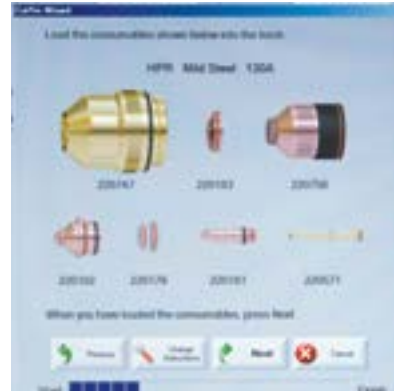 Load the consumables shown below into the torch.
HPR Mild Steel 130A
220747 220183 220756
220182 220179 220181 220571
When you have loaded the consumables, press Next
Previous Change Consumables Next Cancel